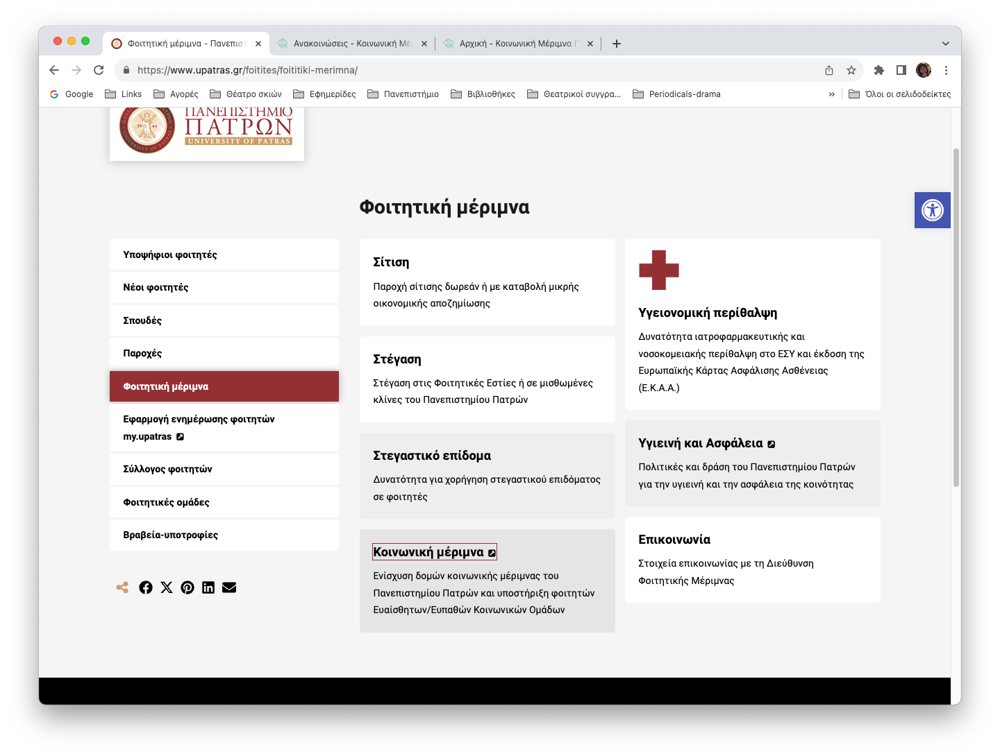 Φοιτητική μέριμνα - Πανεπιστ
Ανακοινώσεις - Κοινωνική Μέρ
Αρχική - Κοινωνική Μέριμνα Π
https://www.upatras.gr/foitites/foititiki-merimna/
Google
Links
Αγορές
Θέατρο σκιών
Εφημερίδες
Πανεπιστήμιο
Βιβλιοθήκες
Θεατρικοί συγγρα...
Periodicals-drama
»
Όλοι οι σελιδοδείκτες
ΠΑΝΕΠΙΣΤΗΜΙΟ
ΠΑΤΡΩΝ
UNIVERSITY OF PATRAS
19 64
UNIVERSITY OF PATRAS
Φοιτητική μέριμνα
Υποψήφιοι φοιτητές
Νέοι φοιτητές
Σπουδές
Παροχές
Φοιτητική μέριμνα
Εφαρμογή ενημέρωσης φοιτητών
my.upatras
Σύλλογος φοιτητών
Φοιτητικές ομάδες
Βραβεία-υποτροφίες
Σίτιση
Παροχή σίτισης δωρεάν ή με καταβολή μικρής
οικονομικής αποζημίωσης
Στέγαση
Στέγαση στις Φοιτητικές Εστίες ή σε μισθωμένες
κλίνες του Πανεπιστημίου Πατρών
Στεγαστικό επίδομα
Δυνατότητα για χορήγηση στεγαστικού επιδόματος
σε φοιτητές
Κοινωνική μέριμνα
Ενίσχυση δομών κοινωνικής μέριμνας του
Πανεπιστημίου Πατρών και υποστήριξη φοιτητών
Ευαίσθητων/Ευπαθών Κοινωνικών Ομάδων
Υγειονομική περίθαλψη
Δυνατότητα ιατροφαρμακευτικής και
νοσοκομειακής περίθαλψη στο ΕΣΥ και έκδοση της
Ευρωπαϊκής Κάρτας Ασφάλισης Ασθένειας
(Ε.Κ.Α.Α.)
Υγιεινή και Ασφάλεια
Πολιτικές και δράση του Πανεπιστημίου Πατρών
για την υγιεινή και την ασφάλεια της κοινότητας
Επικοινωνία
Στοιχεία επικοινωνίας με τη Διεύθυνση
Φοιτητικής Μέριμνας